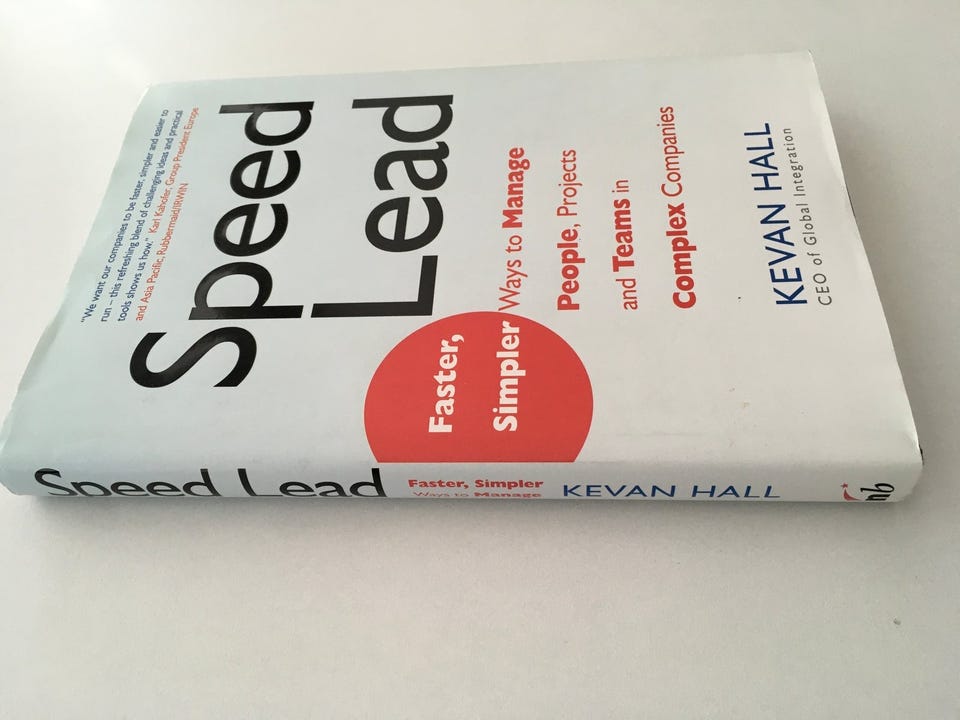 "We want our companies to be faster, simpler and easier to
run – this refreshing blend of challenging ideas and practical
tools shows us how." Karl Kahofer, Group President Europe
and Asia Pacific, Rubbermaid/IRWIN
Speed
Lead
Faster,
Simpler Ways to Manage
People, Projects
and Teams in
Complex Companies
KEVAN HALL
CEO of Global Integration
Speed Lead
Faster, Simpler
Ways to Manage
KEVAN HALL
nb